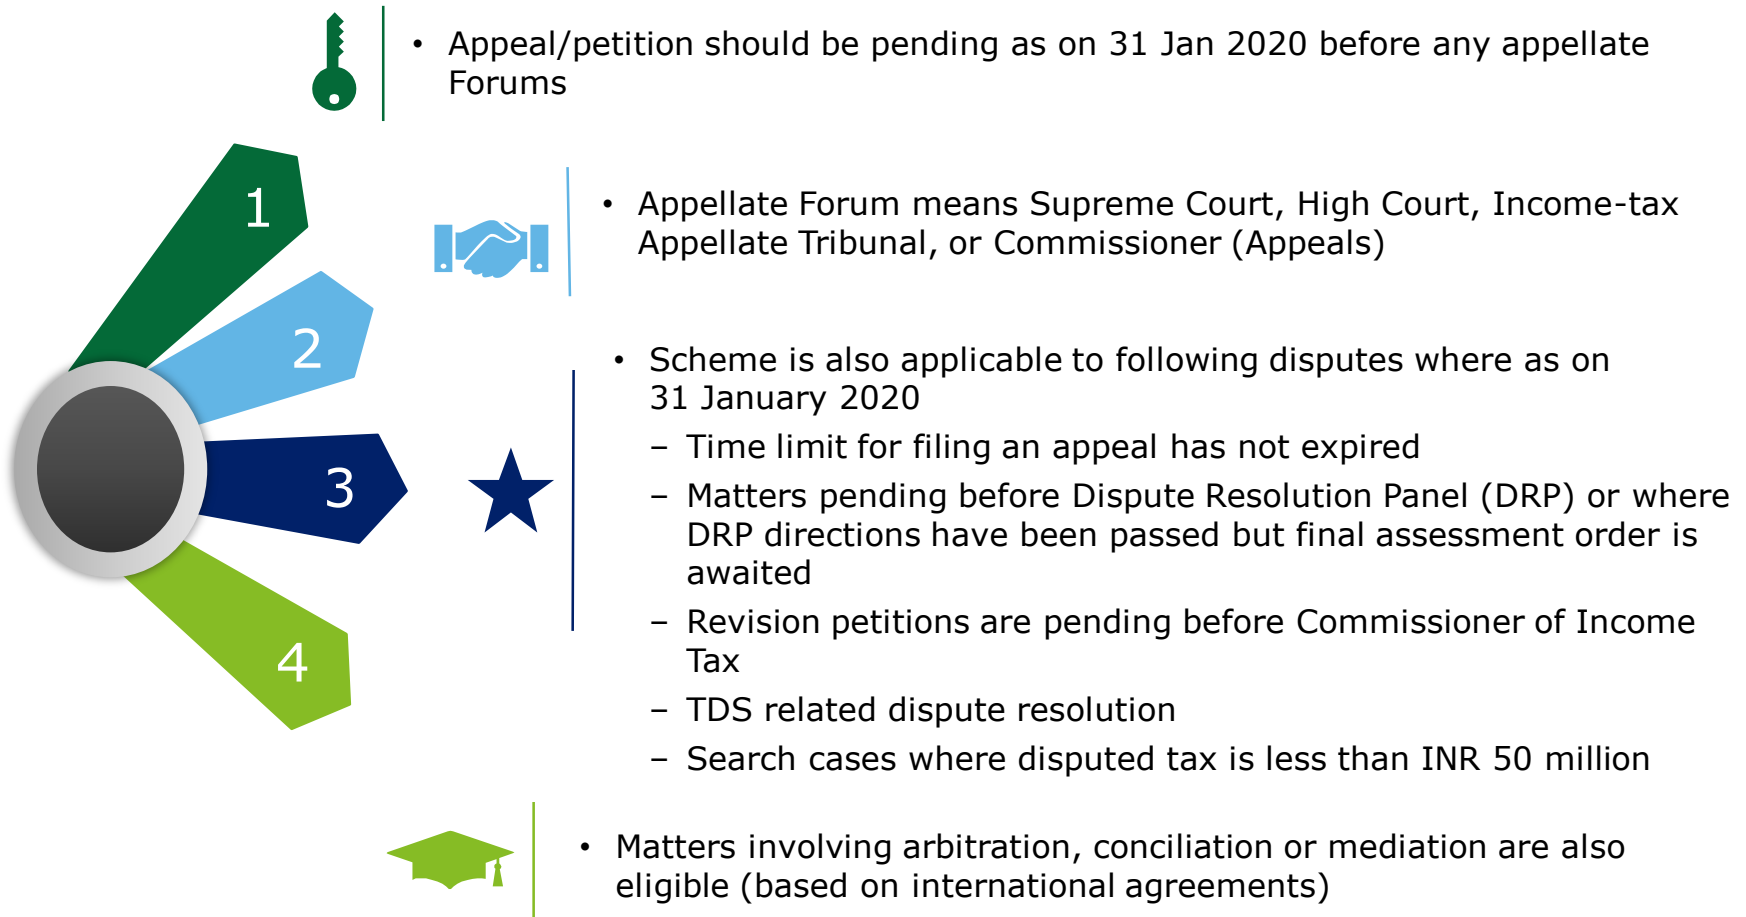 • Appeal/petition should be pending as on 31 Jan 2020 before any appellate
Forums
1
• Appellate Forum means Supreme Court, High Court, Income-tax
Appellate Tribunal, or Commissioner (Appeals)
2
• Scheme is also applicable to following disputes where as on
31 January 2020
– Time limit for filing an appeal has not expired
3
– Matters pending before Dispute Resolution Panel (DRP) or where
DRP directions have been passed but final assessment order is
awaited
– Revision petitions are pending before Commissioner of Income
Tax
4
– TDS related dispute resolution
– Search cases where disputed tax is less than INR 50 million
• Matters involving arbitration, conciliation or mediation are also
eligible (based on international agreements)